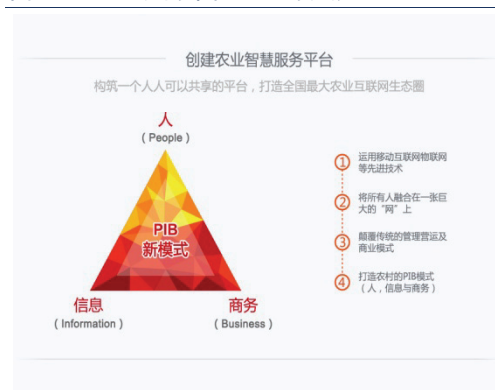 创建农业智慧服务平台
构筑一个人人可以共享的平台，打造全国最大农业互联网生态圈
人
( People )
PIB
新模式
信息
( Information )
商务
( Business )
① 运用移动互联网物联网
等先进技术
② 将所有人融合在一张巨
大的“网”上
③ 颠覆传统的管理营运及
商业模式
④ 打造农村的PIB模式
（人，信息与商务）